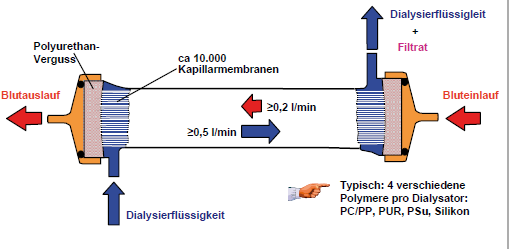 Dialysierflüssigleit
+
Filtrat
Polyurethan-
Verguss
ca 10.000
Kapillarmembranen
Blutauslauf
Bluteinlauf
≥0,2 l/min
≥0,5 l/min
Dialysierflüssigkeit
Typisch: 4 verschiedene
Polymere pro Dialysator:
PC/PP, PUR, PSu, Silikon